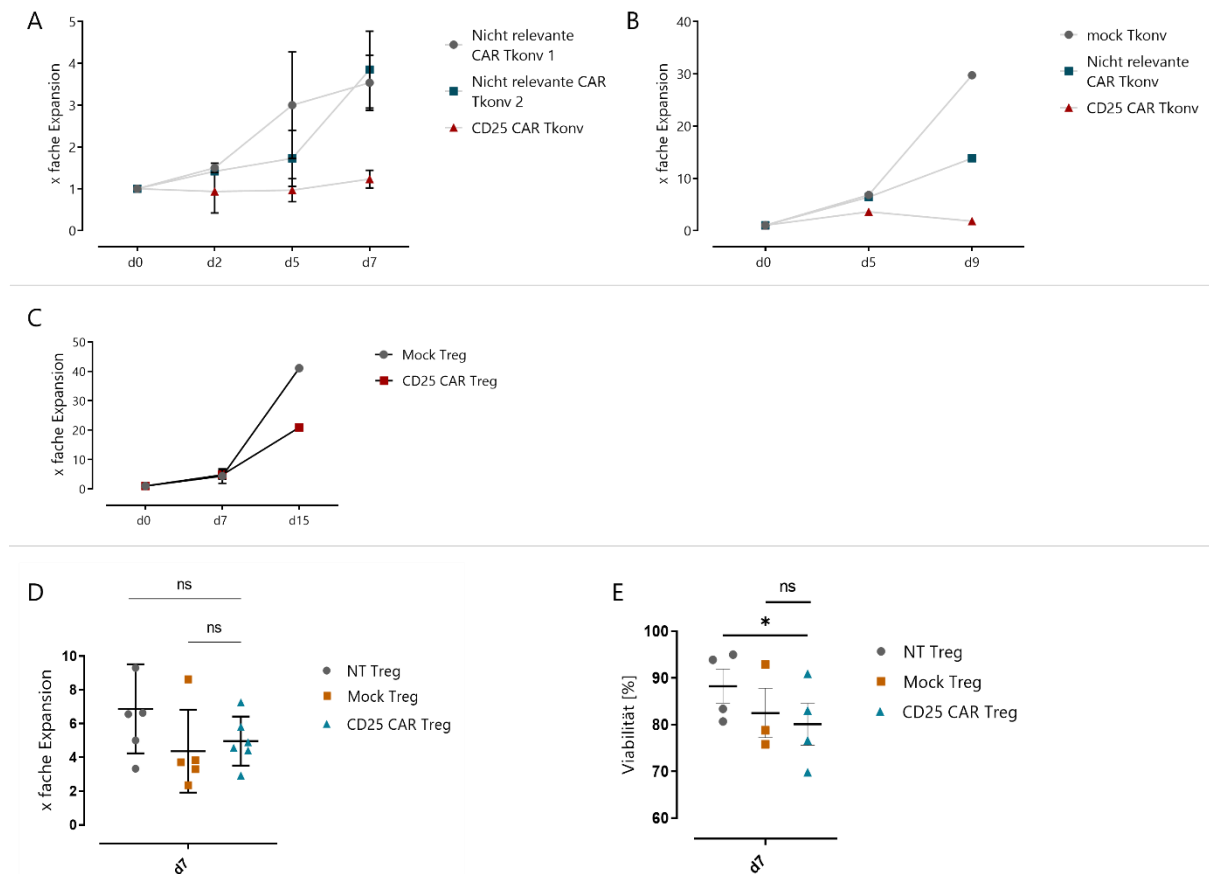 A
x fache Expansion
5
4
3
2
1
0
d0
d2
d5
d7
Nicht relevante
CAR Tkonv 1
Nicht relevante CAR
Tkonv 2
CD25 CAR Tkonv
B
x fache Expansion
40
30
20
10
0
d0
d5
d9
mock Tkonv
Nicht relevante
CAR Tkonv
CD25 CAR Tkonv
C
x fache Expansion
50
40
30
20
10
0
d0
d7
d15
Mock Treg
CD25 CAR Treg
D
ns
ns
x fache Expansion
10
8
6
4
2
0
d7
NT Treg
Mock Treg
CD25 CAR Treg
E
ns
*
Viabilität [%]
100
90
80
70
60
d7
NT Treg
Mock Treg
CD25 CAR Treg